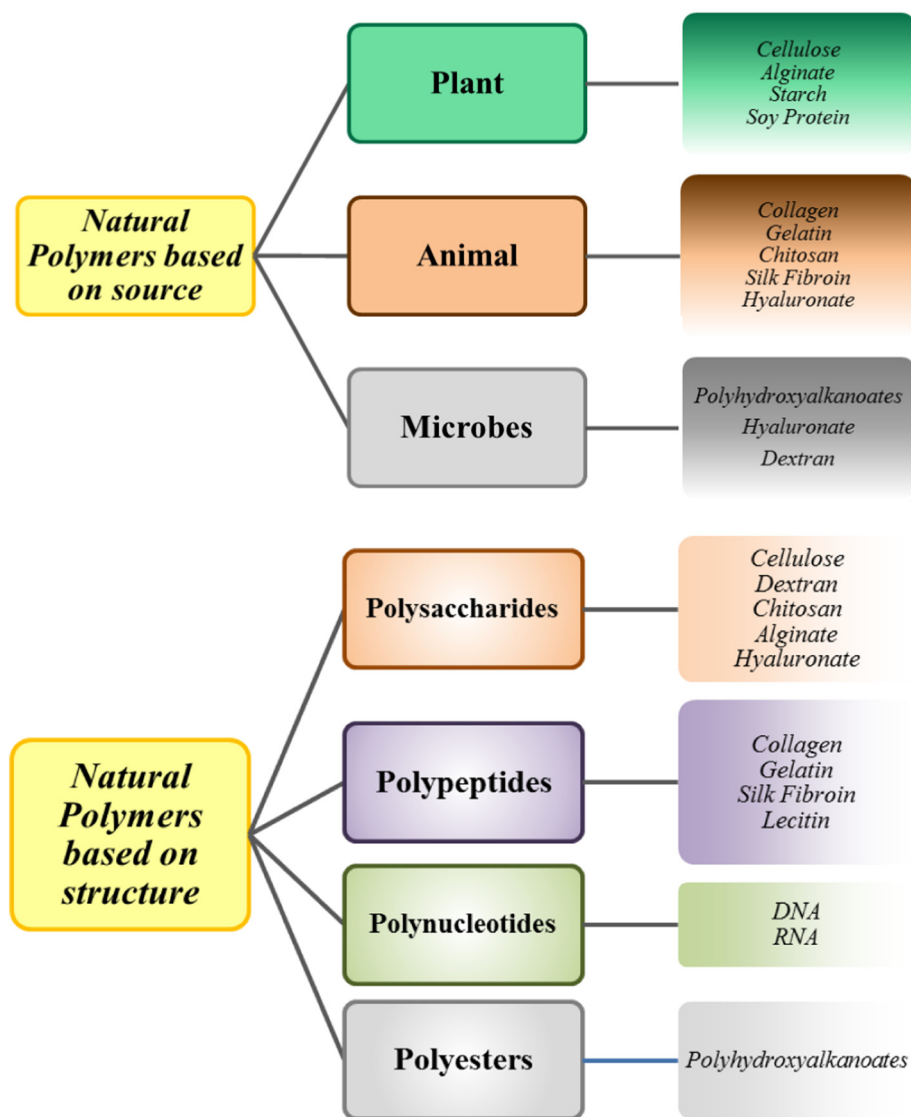 Natural
Polymers based
on source
Plant
Cellulose
Alginate
Starch
Soy Protein
Animal
Collagen
Gelatin
Chitosan
Silk Fibroin
Hyaluronate
Microbes
Polyhydroxyalkanoates
Hyaluronate
Dextran
Natural
Polymers
based on
structure
Polysaccharides
Cellulose
Dextran
Chitosan
Alginate
Hyaluronate
Polypeptides
Collagen
Gelatin
Silk Fibroin
Lecitin
Polynucleotides
DNA
RNA
Polyesters
Polyhydroxyalkanoates